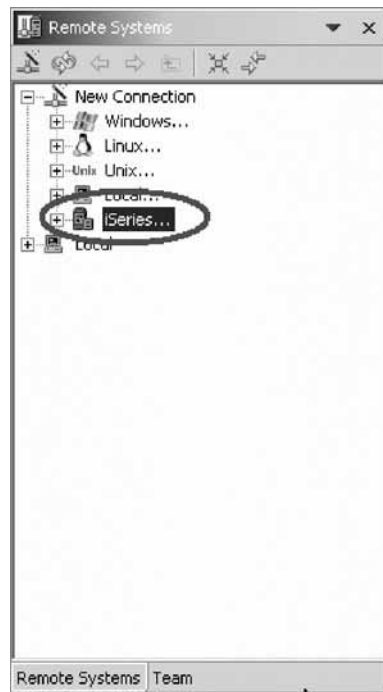 Remote Systems
New Connection
Windows...
Linux...
Unix Unix...
Local...
iSeries...
Local
Remote Systems Team